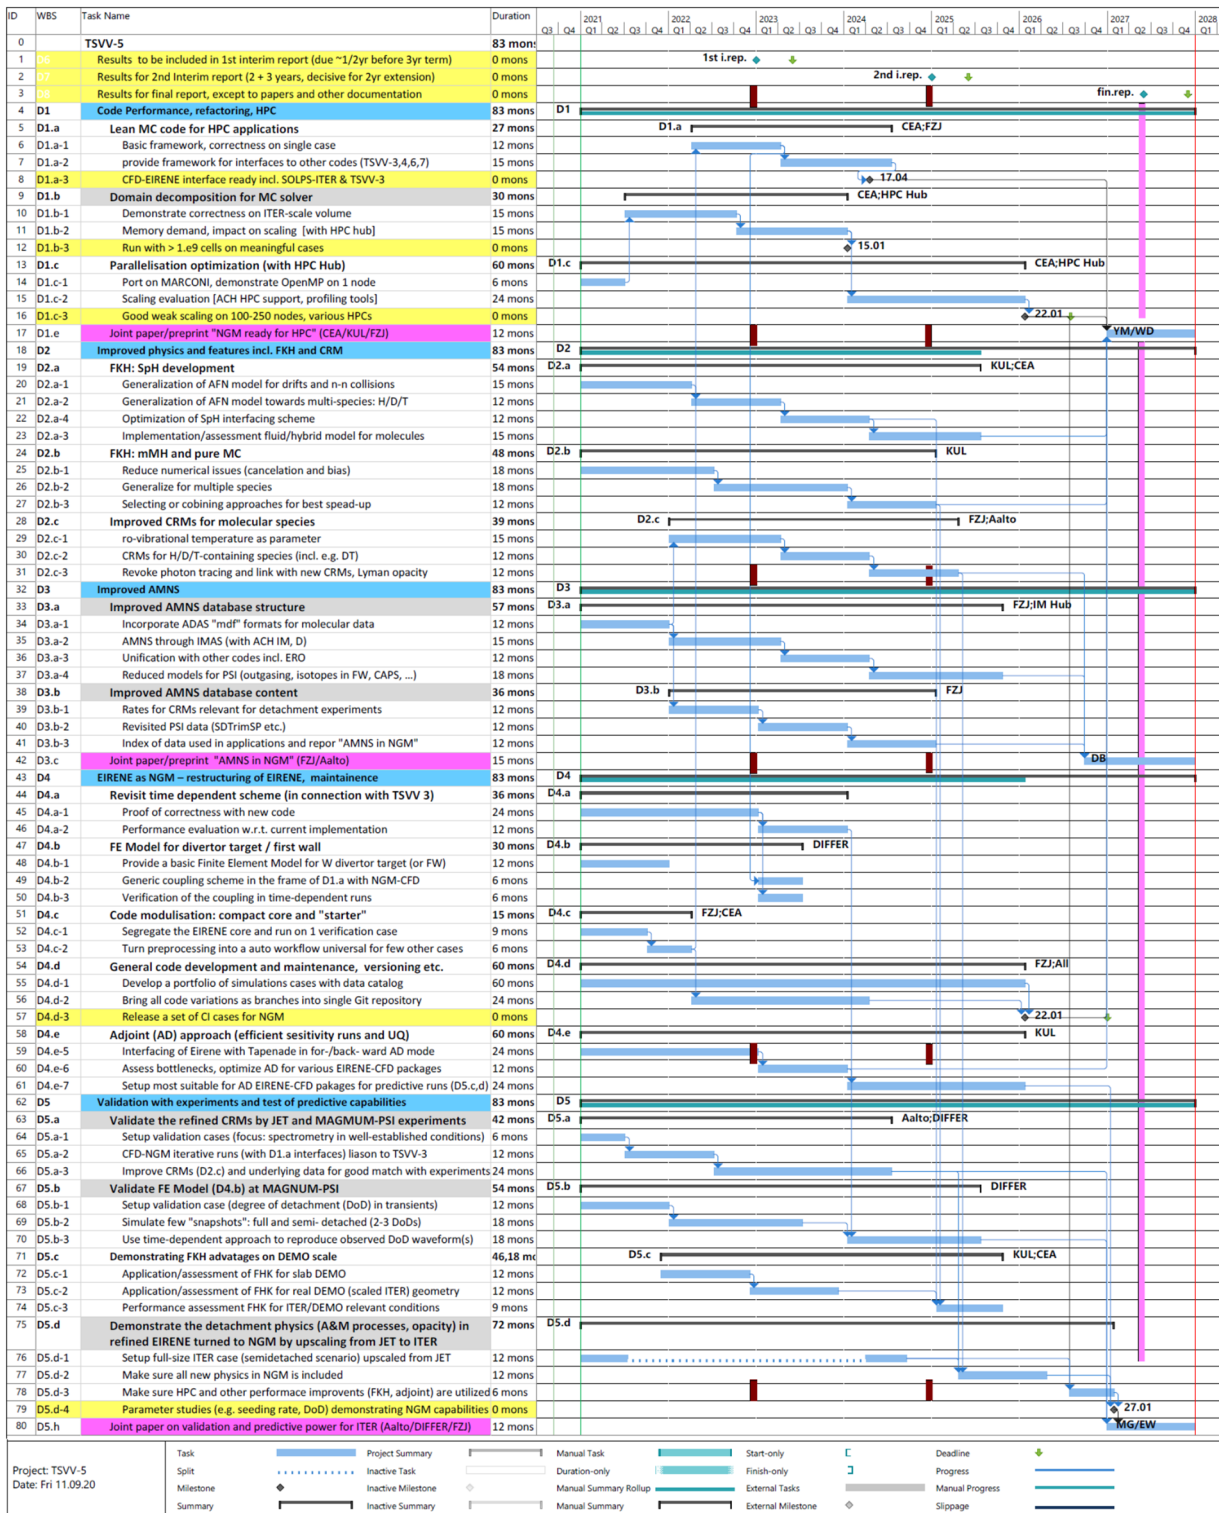 ID WBS Task Name Duration 2021 2022 2023 2024 2025 2026 2027 2028
Q3 Q4 Q1 Q2 Q3 Q4 Q1 Q2 Q3 Q4 Q1 Q2 Q3 Q4 Q1 Q2 Q3 Q4 Q1 Q2 Q3 Q4 Q1 Q2 Q3 Q4 Q1 Q2 Q3 Q4 Q1
0 TSVV-5 83 mons
1 D6 Results to be included in 1st interim report (due ~1/2yr before 3yr term) 0 mons 1st i.rep.
2 D7 Results for 2nd Interim report (2 + 3 years, decisive for 2yr extension) 0 mons 2nd i.rep.
3 Results for final report, except to papers and other documentation 0 mons fin.rep.
4 D1 Code Performance, refactoring, HPC 83 mons D1
5 D1.a Lean MC code for HPC applications 27 mons D1.a CEA;FZJ
6 D1.a-1 Basic framework, correctness on single case 12 mons
7 D1.a-2 provide framework for interfaces to other codes (TSVV-3,4,6,7) 15 mons
8 D1.a-3 CFD-EIRENE interface ready incl. SOLPS-ITER & TSVV-3 0 mons 17.04
9 D1.b Domain decomposition for MC solver 30 mons CEA;HPC Hub
10 D1.b-1 Demonstrate correctness on ITER-scale volume 15 mons
11 D1.b-2 Memory demand, impact on scaling [with HPC hub] 15 mons
12 D1.b-3 Run with > 1.e9 cells on meaningful cases 0 mons 15.01
13 D1.c Parallelisation optimization (with HPC Hub) 60 mons D1.c CEA;HPC Hub
14 D1.c-1 Port on MARCONI, demonstrate OpenMP on 1 node 6 mons
15 D1.c-2 Scaling evaluation [ACH HPC support, profiling tools] 24 mons
16 D1.c-3 Good weak scaling on 100-250 nodes, various HPCs 0 mons 22.01
17 D1.e Joint paper/preprint "NGM ready for HPC" (CEA/KUL/FZJ) 12 mons YM/WD
18 D2 Improved physics and features incl. FKH and CRM 83 mons D2
19 D2.a FKH: SpH development 54 mons D2.a KUL;CEA
20 D2.a-1 Generalization of AFN model for drifts and n-n collisions 15 mons
21 D2.a-2 Generalization of AFN model towards multi-species: H/D/T 12 mons
22 D2.a-4 Optimization of SpH interfacing scheme 12 mons
23 D2.a-3 Implementation/assessment fluid/hybrid model for molecules 15 mons
24 D2.b FKH: mMH and pure MC 48 mons D2.b KUL
25 D2.b-1 Reduce numerical issues (cancelation and bias) 18 mons
26 D2.b-2 Generalize for multiple species 18 mons
27 D2.b-3 Selecting or cobining approaches for best spead-up 12 mons
28 D2.c Improved CRMs for molecular species 39 mons D2.c FZJ;Aalto
29 D2.c-1 ro-vibrational temperature as parameter 15 mons
30 D2.c-2 CRMs for H/D/T-containing species (incl. e.g. DT) 12 mons
31 D2.c-3 Revoke photon tracing and link with new CRMs, Lyman opacity 12 mons
32 D3 Improved AMNS 83 mons D3
33 D3.a Improved AMNS database structure 57 mons D3.a FZJ;IM Hub
34 D3.a-1 Incorporate ADAS "mdf" formats for molecular data 12 mons
35 D3.a-2 AMNS through IMAS (with ACH IM, D) 15 mons
36 D3.a-3 Unification with other codes incl. ERO 12 mons
37 D3.a-4 Reduced models for PSI (outgasing, isotopes in FW, CAPS, ...) 18 mons
38 D3.b Improved AMNS database content 36 mons D3.b FZJ
39 D3.b-1 Rates for CRMs relevant for detachment experiments 12 mons
40 D3.b-2 Revisited PSI data (SDTrimSP etc.) 12 mons
41 D3.b-3 Index of data used in applications and repor "AMNS in NGM" 12 mons
42 D3.c Joint paper/preprint "AMNS in NGM" (FZJ/Aalto) 15 mons DB
43 D4 EIRENE as NGM – restructuring of EIRENE, maintainence 83 mons D4
44 D4.a Revisit time dependent scheme (in connection with TSVV 3) 36 mons D4.a
45 D4.a-1 Proof of correctness with new code 24 mons
46 D4.a-2 Performance evaluation w.r.t. current implementation 12 mons
47 D4.b FE Model for divertor target / first wall 30 mons D4.b DIFFER
48 D4.b-1 Provide a basic Finite Element Model for W divertor target (or FW) 12 mons
49 D4.b-2 Generic coupling scheme in the frame of D1.a with NGM-CFD 6 mons
50 D4.b-3 Verification of the coupling in time-dependent runs 6 mons
51 D4.c Code modulisation: compact core and "starter" 15 mons D4.c FZJ;CEA
52 D4.c-1 Segregate the EIRENE core and run on 1 verification case 9 mons
53 D4.c-2 Turn preprocessing into a auto workflow universal for few other cases 6 mons
54 D4.d General code development and maintenance, versioning etc. 60 mons D4.d FZJ;All
55 D4.d-1 Develop a portfolio of simulations cases with data catalog 60 mons
56 D4.d-2 Bring all code variations as branches into single Git repository 24 mons
57 D4.d-3 Release a set of CI cases for NGM 0 mons 22.01
58 D4.e Adjoint (AD) approach (efficient sesitivity runs and UQ) 60 mons D4.e KUL
59 D4.e-5 Interfacing of Eirene with Tapenade in for-/back- ward AD mode 24 mons
60 D4.e-6 Assess bottlenecks, optimize AD for various EIRENE-CFD packages 12 mons
61 D4.e-7 Setup most suitable for AD EIRENE-CFD pakages for predictive runs (D5.c,d) 24 mons
62 D5 Validation with experiments and test of predictive capabilities 83 mons D5
63 D5.a Validate the refined CRMs by JET and MAGMUM-PSI experiments 42 mons D5.a Aalto;DIFFER
64 D5.a-1 Setup validation cases (focus: spectrometry in well-established conditions) 6 mons
65 D5.a-2 CFD-NGM iterative runs (with D1.a interfaces) liason to TSVV-3 12 mons
66 D5.a-3 Improve CRMs (D2.c) and underlying data for good match with experiments 24 mons
67 D5.b Validate FE Model (D4.b) at MAGNUM-PSI 54 mons D5.b DIFFER
68 D5.b-1 Setup validation case (degree of detachment (DoD) in transients) 12 mons
69 D5.b-2 Simulate few "snapshots": full and semi- detached (2-3 DoDs) 18 mons
70 D5.b-3 Use time-dependent approach to reproduce observed DoD waveform(s) 18 mons
71 D5.c Demonstrating FKH advatages on DEMO scale 46,18 mo D5.c KUL;CEA
72 D5.c-1 Application/assessment of FHK for slab DEMO 12 mons
73 D5.c-2 Application/assessment of FHK for real DEMO (scaled ITER) geometry 12 mons
74 D5.c-3 Performance assessment FHK for ITER/DEMO relevant conditions 9 mons
75 D5.d Demonstrate the detachment physics (A&M processes, opacity) in 72 mons D5.d
refined EIRENE turned to NGM by upscaling from JET to ITER
76 D5.d-1 Setup full-size ITER case (semidetached scenario) upscaled from JET 12 mons
77 D5.d-2 Make sure all new physics in NGM is included 12 mons
78 D5.d-3 Make sure HPC and other performace improvents (FKH, adjoint) are utilized 6 mons
79 D5.d-4 Parameter studies (e.g. seeding rate, DoD) demonstrating NGM capabilities 0 mons 27.01
80 D5.h Joint paper on validation and predictive power for ITER (Aalto/DIFFER/FZJ) 12 mons MG/EW
Project: TSVV-5
Date: Fri 11.09.20
Task Project Summary Manual Task Start-only Deadline
Split Inactive Task Duration-only Finish-only Progress
Milestone Inactive Milestone Manual Summary Rollup External Tasks Manual Progress
Summary Inactive Summary Manual Summary External Milestone Slippage